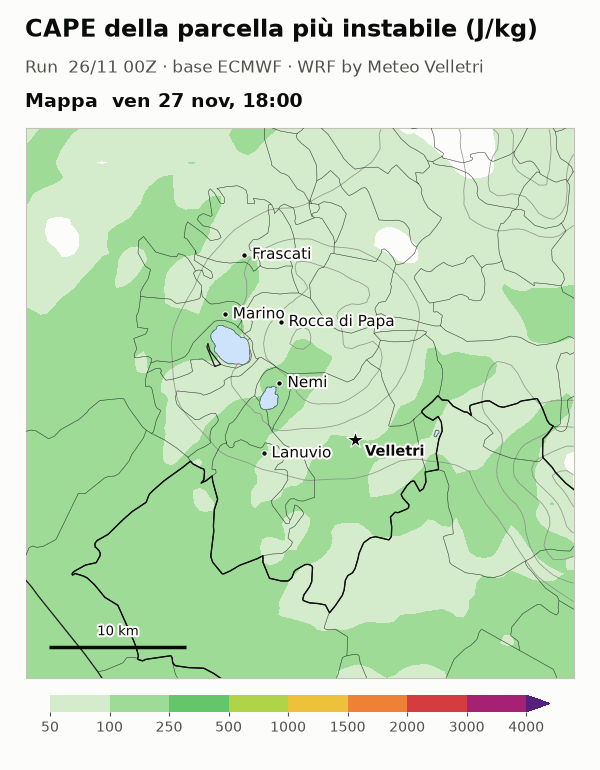 CAPE della parcella più instabile (J/kg)
Run  26/11 00Z · base ECMWF · WRF by Meteo Velletri
Mappa  ven 27 nov, 18:00
Frascati
Marino
Rocca di Papa
Nemi
Lanuvio
Velletri
10 km
50 100 250 500 1000 1500 2000 3000 4000